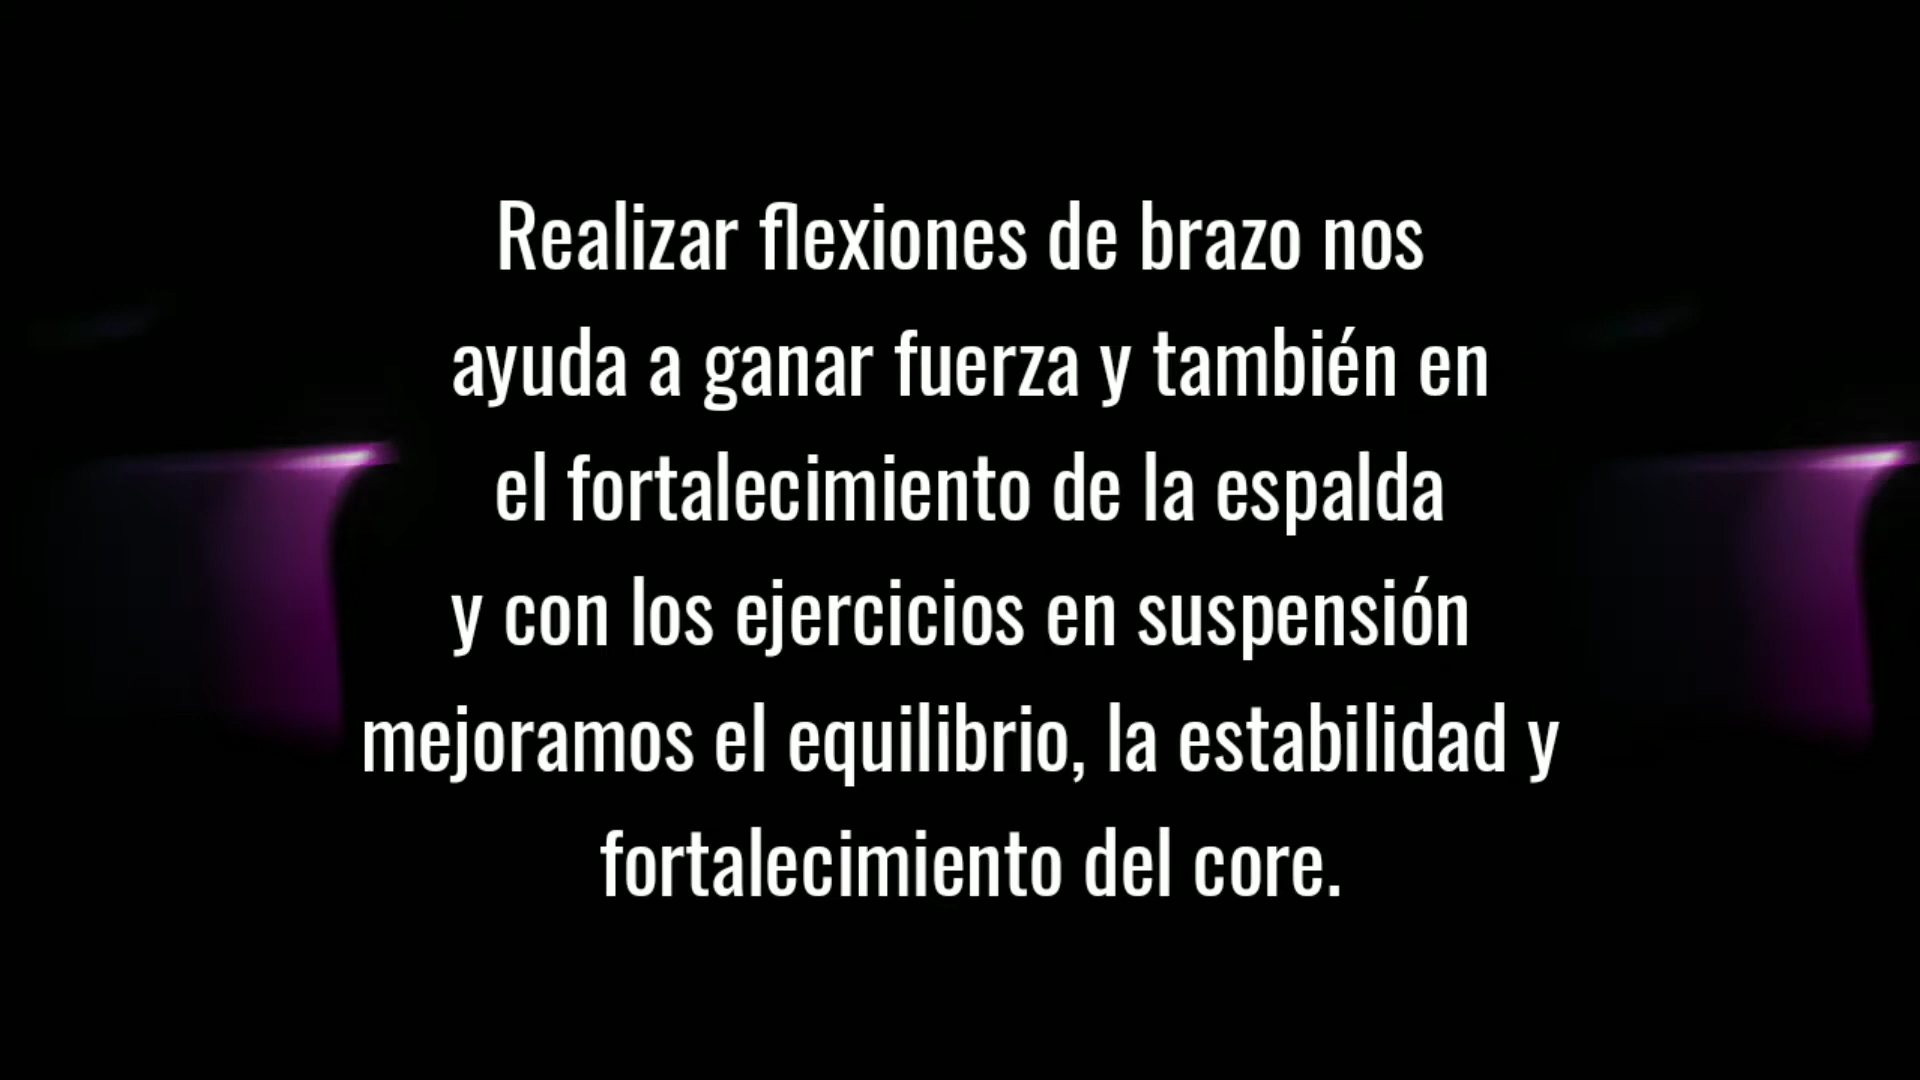 Realizar flexiones de brazo nos
ayuda a ganar fuerza y también en
el fortalecimiento de la espalda
y con los ejercicios en suspensión
mejoramos el equilibrio, la estabilidad y
fortalecimiento del core.